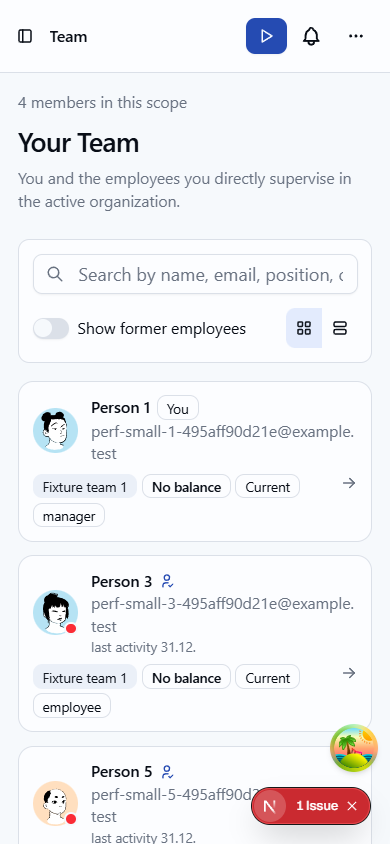 Team
4 members in this scope
Your Team
You and the employees you directly supervise in
the active organization.
Search by name, email, position, c
Show former employees
Person 1 You
perf-small-1-495aff90d21e@example.
test
Fixture team 1 No balance Current
manager
Person 3
perf-small-3-495aff90d21e@example.
test
last activity 31.12.
Fixture team 1 No balance Current
employee
Person 5
perf-small-5-495aff90d2
test
last activity 31.12.
N 1 Issue